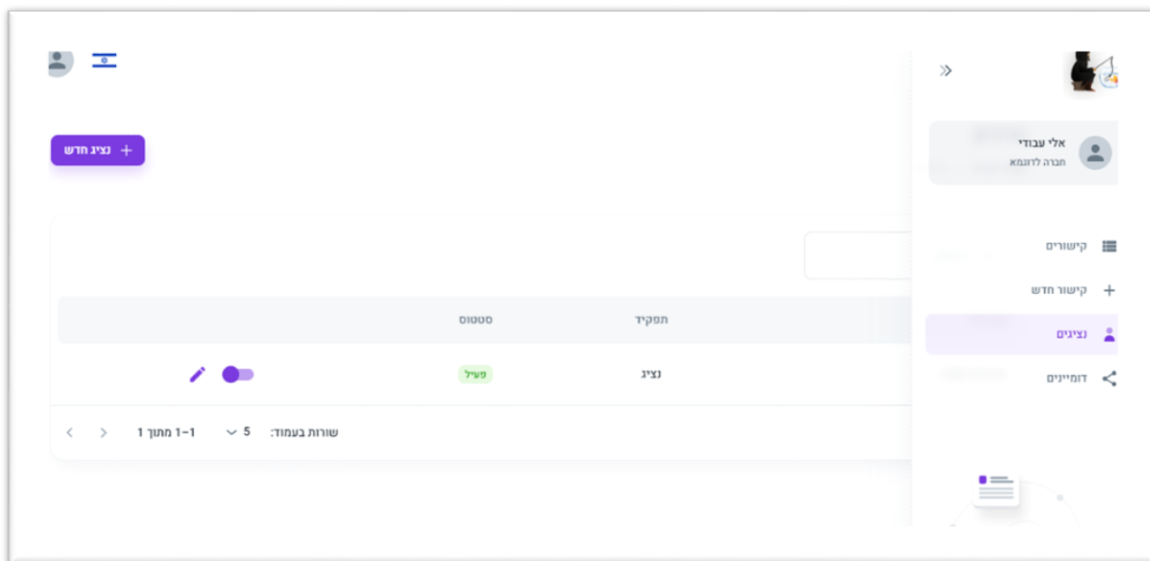 אלי עבודי
חברה לדוגמא
קישורים
קישור חדש
נציגים
דומיינים
נציג חדש
תפקיד סטטוס
נציג פעיל
שורות בעמוד: 5 1–1 מתוך 1